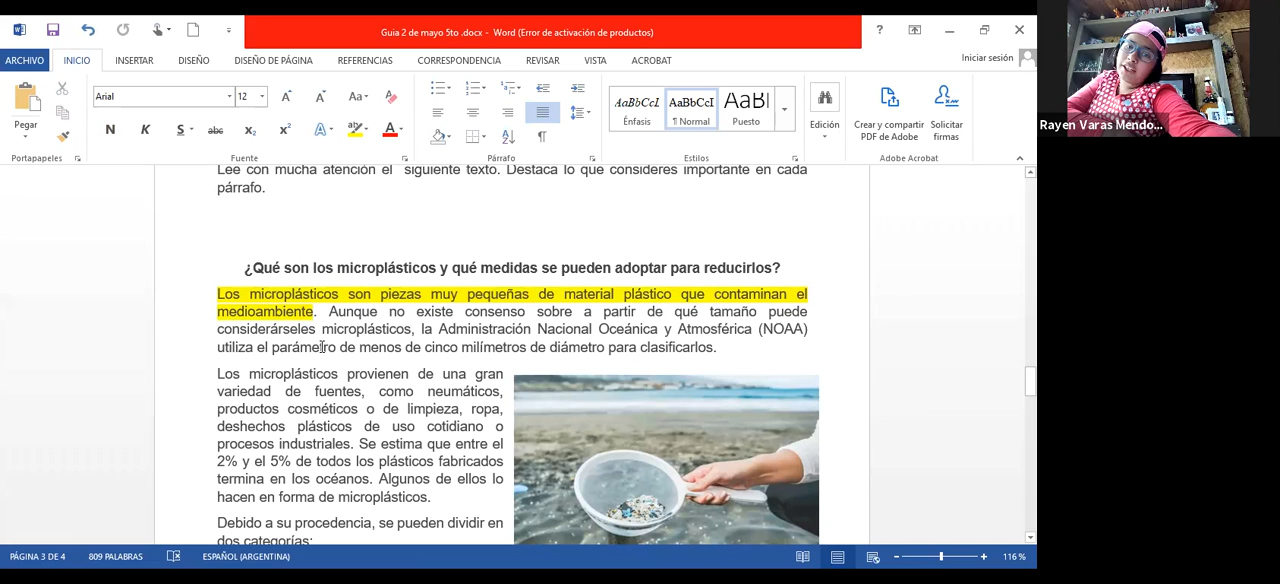 Guia 2 de mayo 5to .docx - Word (Error de activación de productos)
?
ARCHIVO INICIO INSERTAR DISEÑO DISEÑO DE PÁGINA REFERENCIAS CORRESPONDENCIA REVISAR VISTA ACROBAT
Iniciar sesión
Pegar
Arial 12
Aa
N K S abc x₂ x² A A
AaBbCcI AaBbCcI AaBbI
Énfasis ¶ Normal Puesto
Edición
Crear y compartir PDF de Adobe
Solicitar firmas
Portapapeles Fuente Párrafo Estilos Adobe Acrobat
Rayen Varas Mendo...
Lee con mucha atención el siguiente texto. Destaca lo que consideres importante en cada
párrafo.
¿Qué son los microplásticos y qué medidas se pueden adoptar para reducirlos?
Los microplásticos son piezas muy pequeñas de material plástico que contaminan el
medioambiente. Aunque no existe consenso sobre a partir de qué tamaño puede
considerárseles microplásticos, la Administración Nacional Oceánica y Atmosférica (NOAA)
utiliza el parámetro de menos de cinco milímetros de diámetro para clasificarlos.
Los microplásticos provienen de una gran
variedad de fuentes, como neumáticos,
productos cosméticos o de limpieza, ropa,
deshechos plásticos de uso cotidiano o
procesos industriales. Se estima que entre el
2% y el 5% de todos los plásticos fabricados
termina en los océanos. Algunos de ellos lo
hacen en forma de microplásticos.
Debido a su procedencia, se pueden dividir en
dos categorías:
PÁGINA 3 DE 4 809 PALABRAS ESPAÑOL (ARGENTINA) 116 %